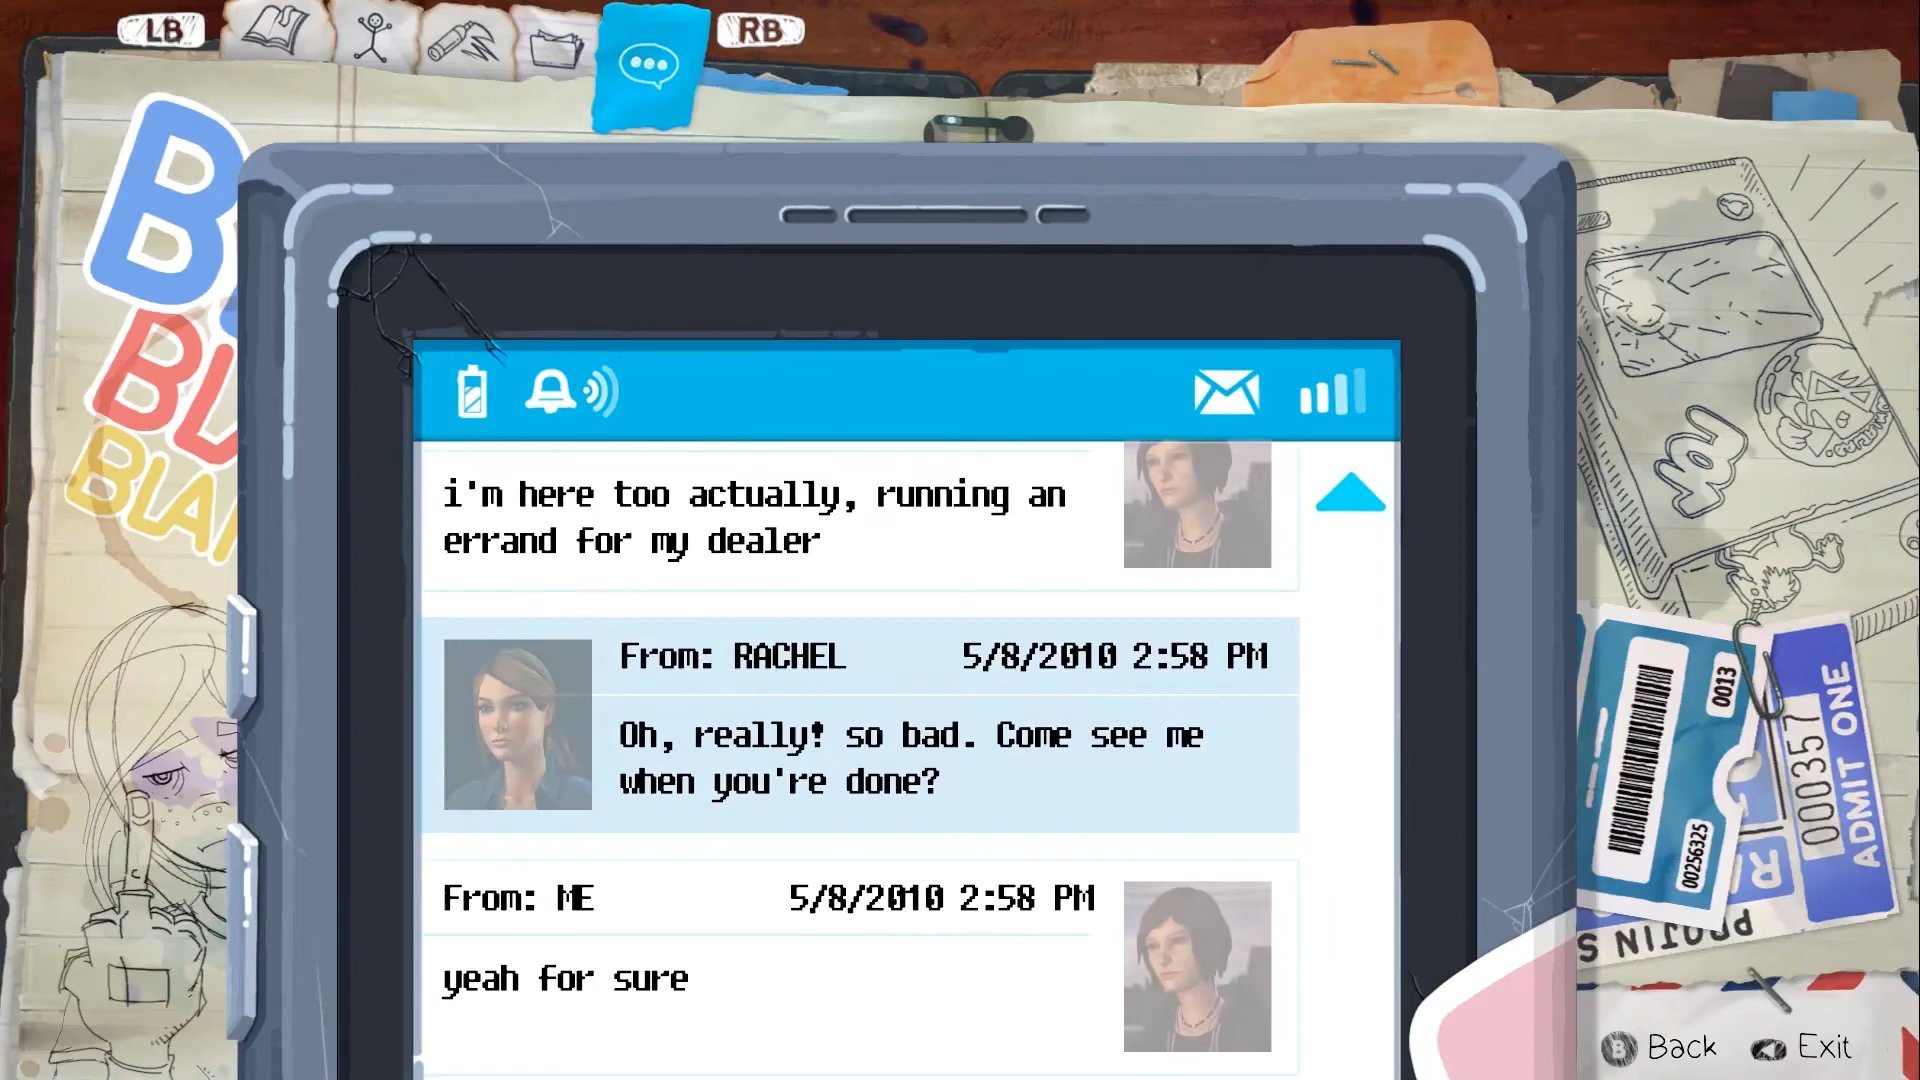 LB
RB
i'm here too actually, running an
errand for my dealer
From: RACHEL 5/8/2010 2:58 PM
Oh, really! so bad. Come see me
when you're done?
From: ME 5/8/2010 2:58 PM
yeah for sure
0013
00256325
000357
ADMIT ONE
B Back
Exit